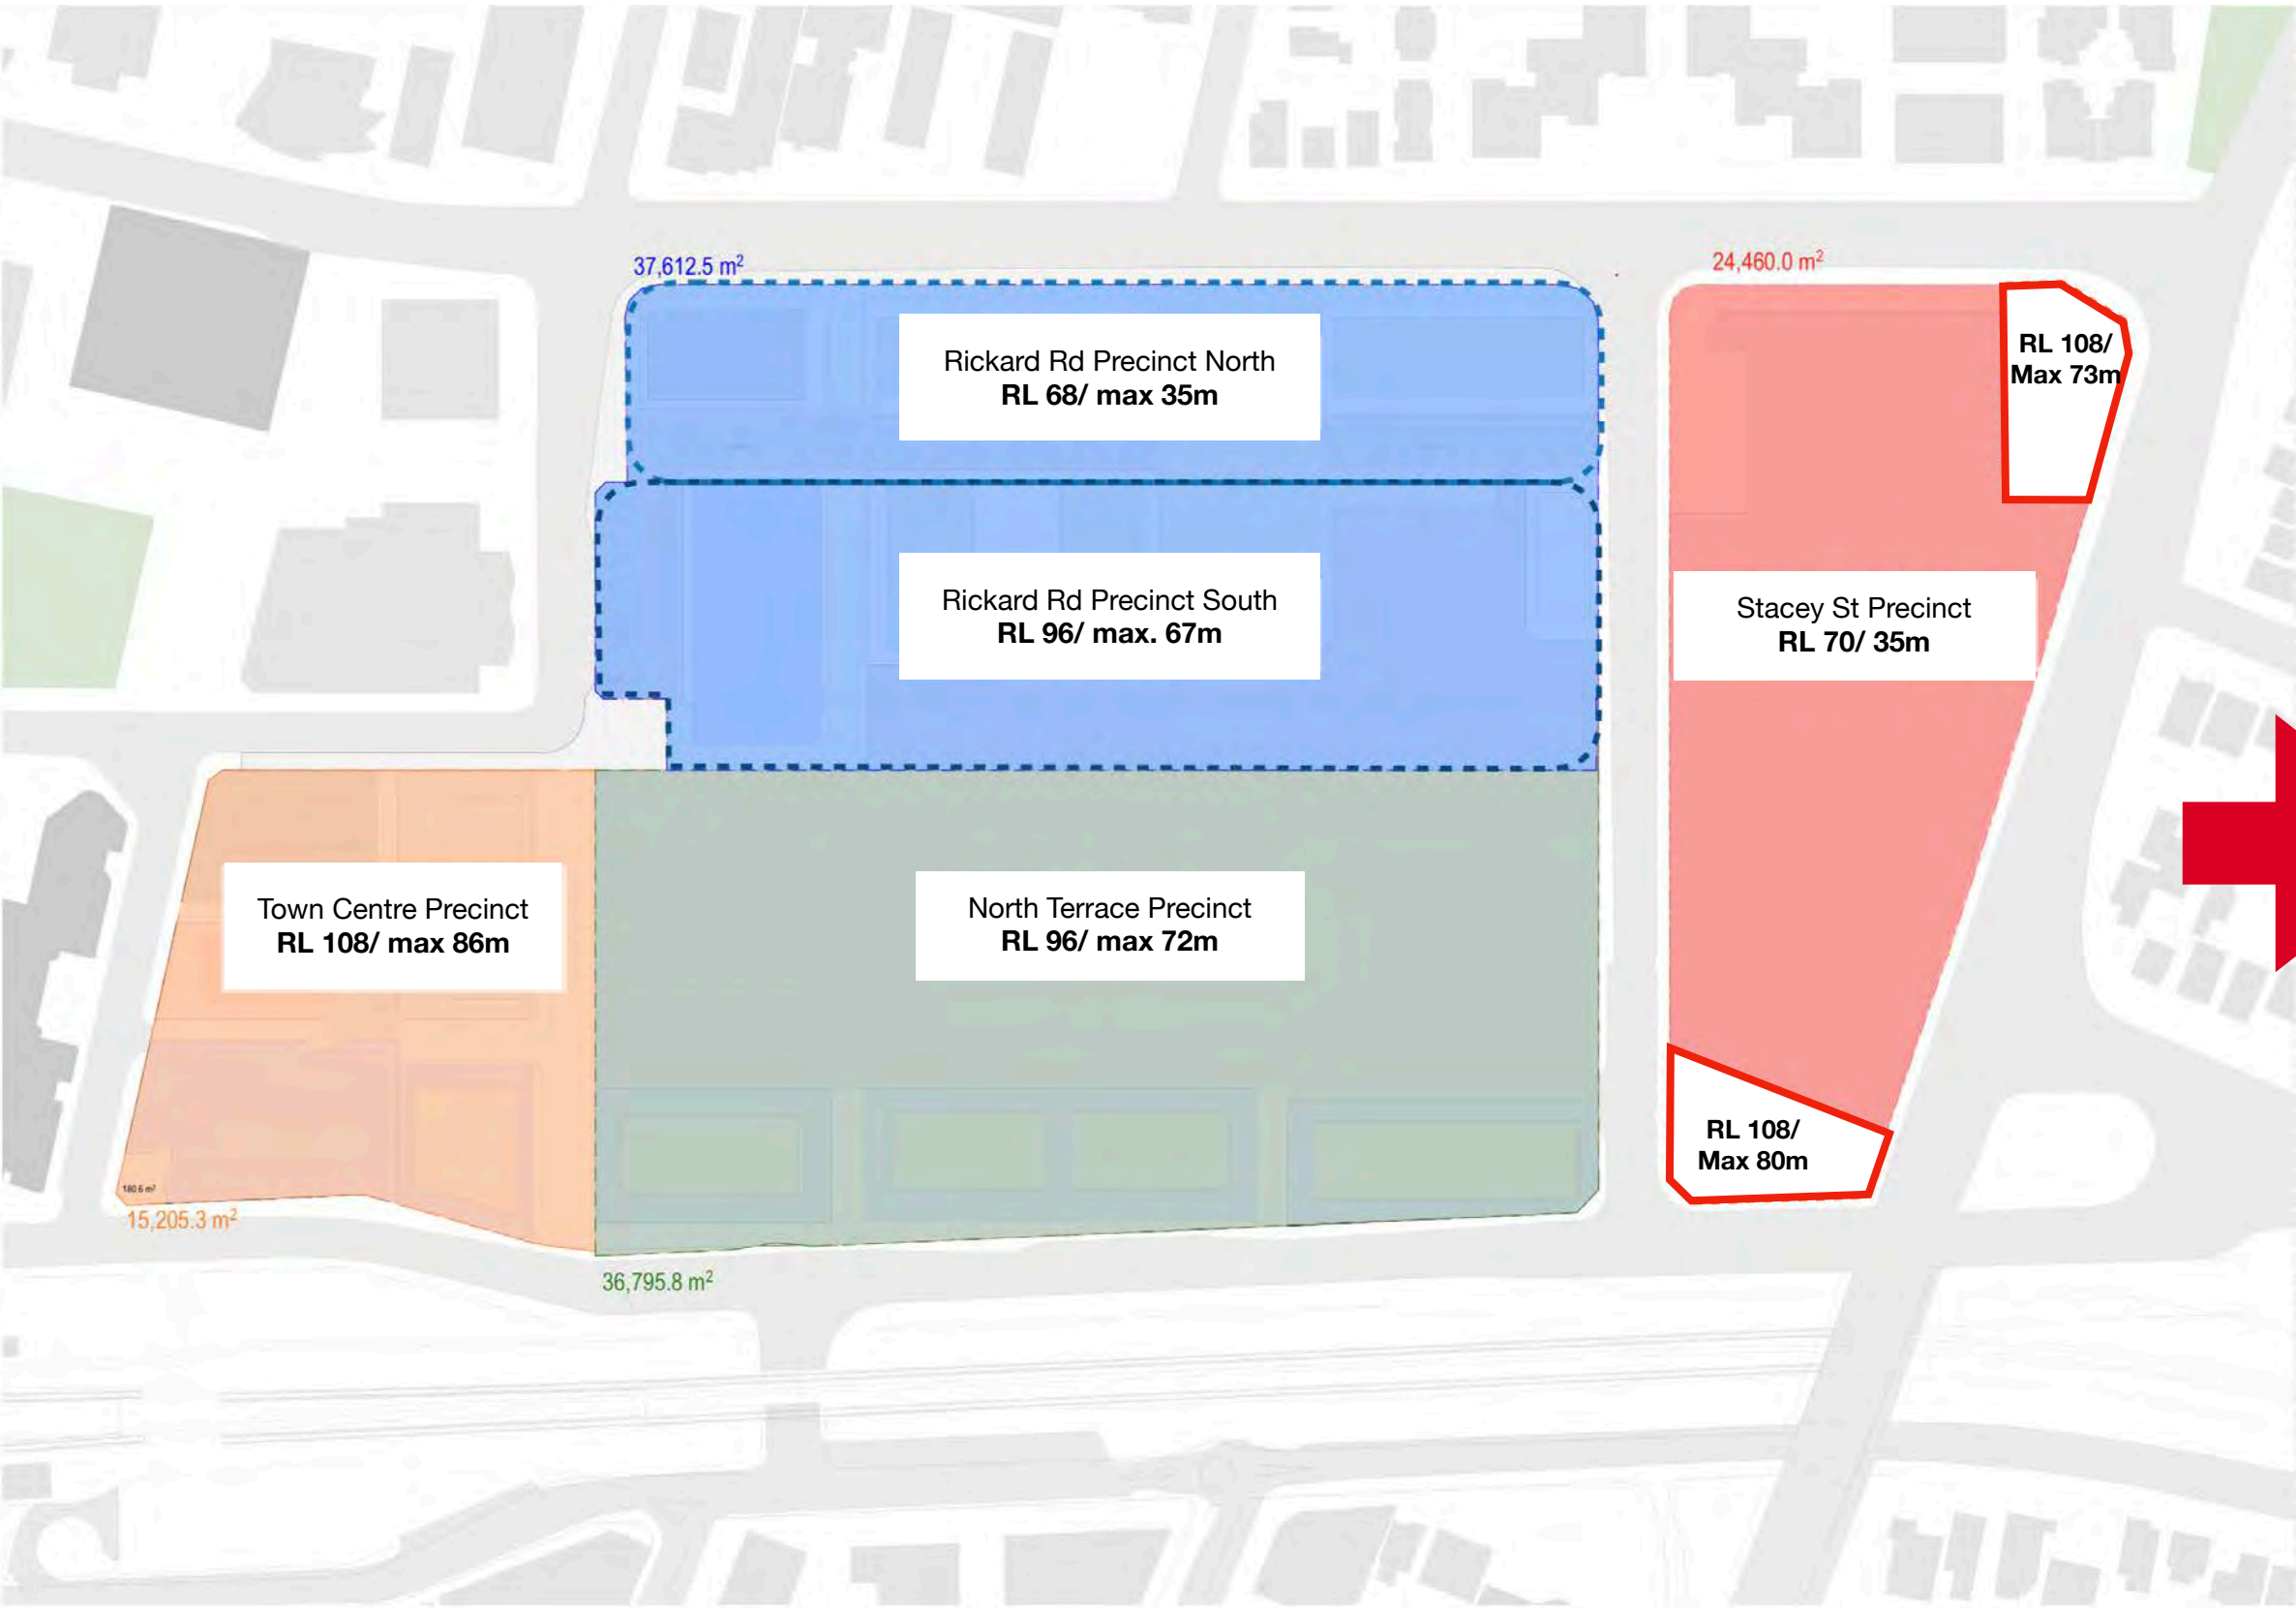 37,612.5 m²
24,460.0 m²
Rickard Rd Precinct North
RL 68/ max 35m
RL 108/
Max 73m
Rickard Rd Precinct South
RL 96/ max. 67m
Stacey St Precinct
RL 70/ 35m
Town Centre Precinct
RL 108/ max 86m
North Terrace Precinct
RL 96/ max 72m
RL 108/
Max 80m
180.6 m²
15,205.3 m²
36,795.8 m²